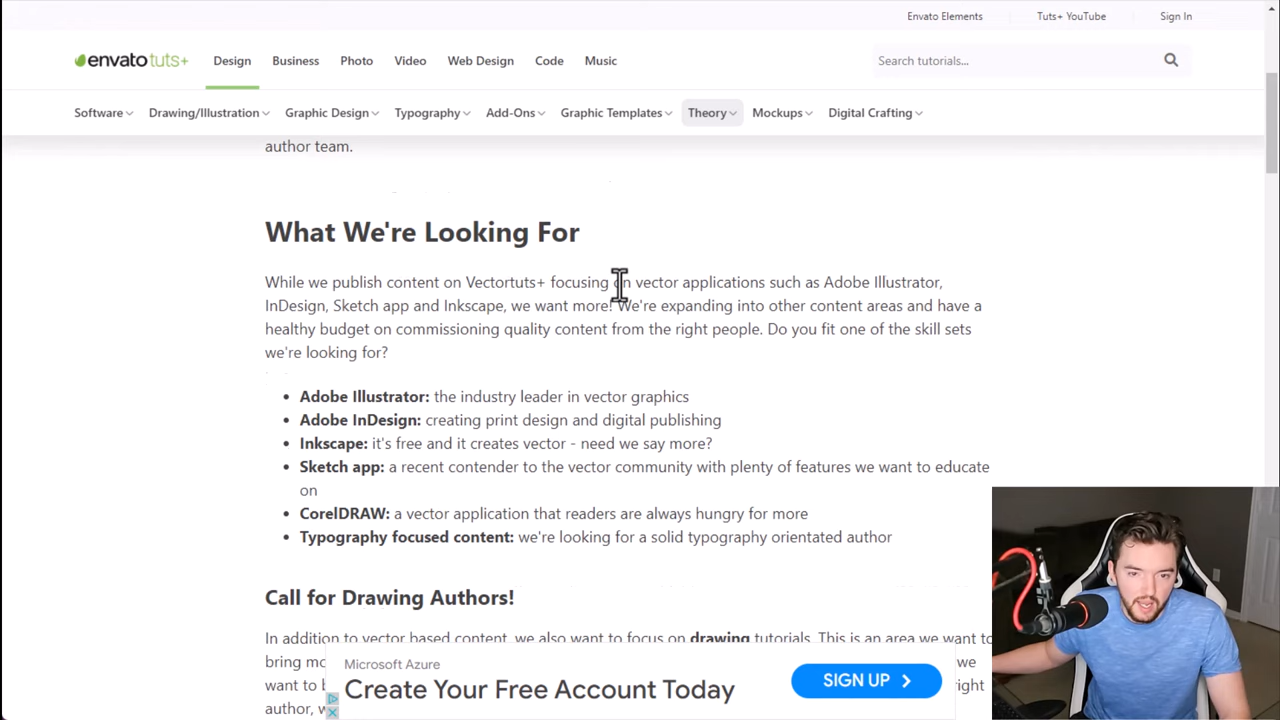 Envato Elements Tuts+ YouTube Sign In
envato tuts+ Design Business Photo Video Web Design Code Music Search tutorials...
Software Drawing/Illustration Graphic Design Typography Add-Ons Graphic Templates Theory Mockups Digital Crafting
author team.
What We're Looking For
While we publish content on Vectortuts+ focusing on vector applications such as Adobe Illustrator,
InDesign, Sketch app and Inkscape, we want more! We're expanding into other content areas and have a
healthy budget on commissioning quality content from the right people. Do you fit one of the skill sets
we're looking for?
• Adobe Illustrator: the industry leader in vector graphics
• Adobe InDesign: creating print design and digital publishing
• Inkscape: it's free and it creates vector - need we say more?
• Sketch app: a recent contender to the vector community with plenty of features we want to educate
on
• CorelDRAW: a vector application that readers are always hungry for more
• Typography focused content: we're looking for a solid typography orientated author
Call for Drawing Authors!
In addition to vector based content, we also want to focus on drawing tutorials. This is an area we want to
bring we
want to right
author,
Microsoft Azure
Create Your Free Account Today
SIGN UP